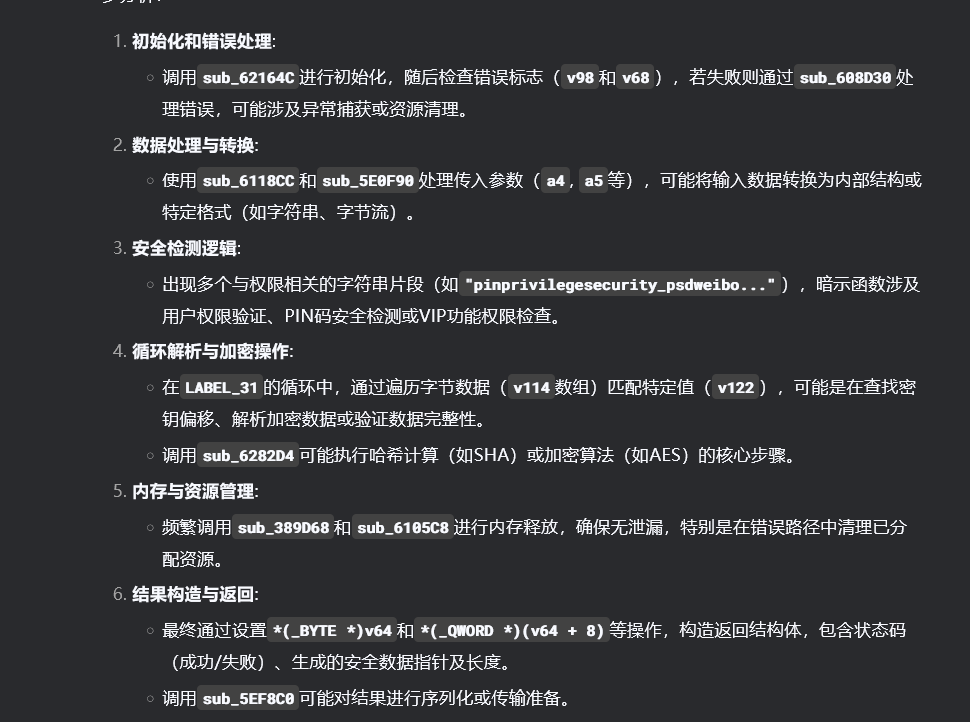 1. 初始化和错误处理:
调用 sub_62164C 进行初始化，随后检查错误标志（ v98 和 v68 ），若失败则通过 sub_608D30 处
理错误，可能涉及异常捕获或资源清理。
2. 数据处理与转换:
使用 sub_6118CC 和 sub_5E0F90 处理传入参数（ a4 , a5 等），可能将输入数据转换为内部结构或
特定格式（如字符串、字节流）。
3. 安全检测逻辑:
出现多个与权限相关的字符串片段（如 "pinprivilegesecurity_psdweibo..." ），暗示函数涉及
用户权限验证、PIN码安全检测或VIP功能权限检查。
4. 循环解析与加密操作:
在 LABEL_31 的循环中，通过遍历字节数据（ v114 数组）匹配特定值（ v122 ），可能是在查找密
钥偏移、解析加密数据或验证数据完整性。
调用 sub_6282D4 可能执行哈希计算（如SHA）或加密算法（如AES）的核心步骤。
5. 内存与资源管理:
频繁调用 sub_389D68 和 sub_6105C8 进行内存释放，确保无泄漏，特别是在错误路径中清理已分
配资源。
6. 结果构造与返回:
最终通过设置 *(_BYTE *)v64 和 *(_QWORD *)(v64 + 8) 等操作，构造返回结构体，包含状态码
（成功/失败）、生成的安全数据指针及长度。
调用 sub_5EF8C0 可能对结果进行序列化或传输准备。